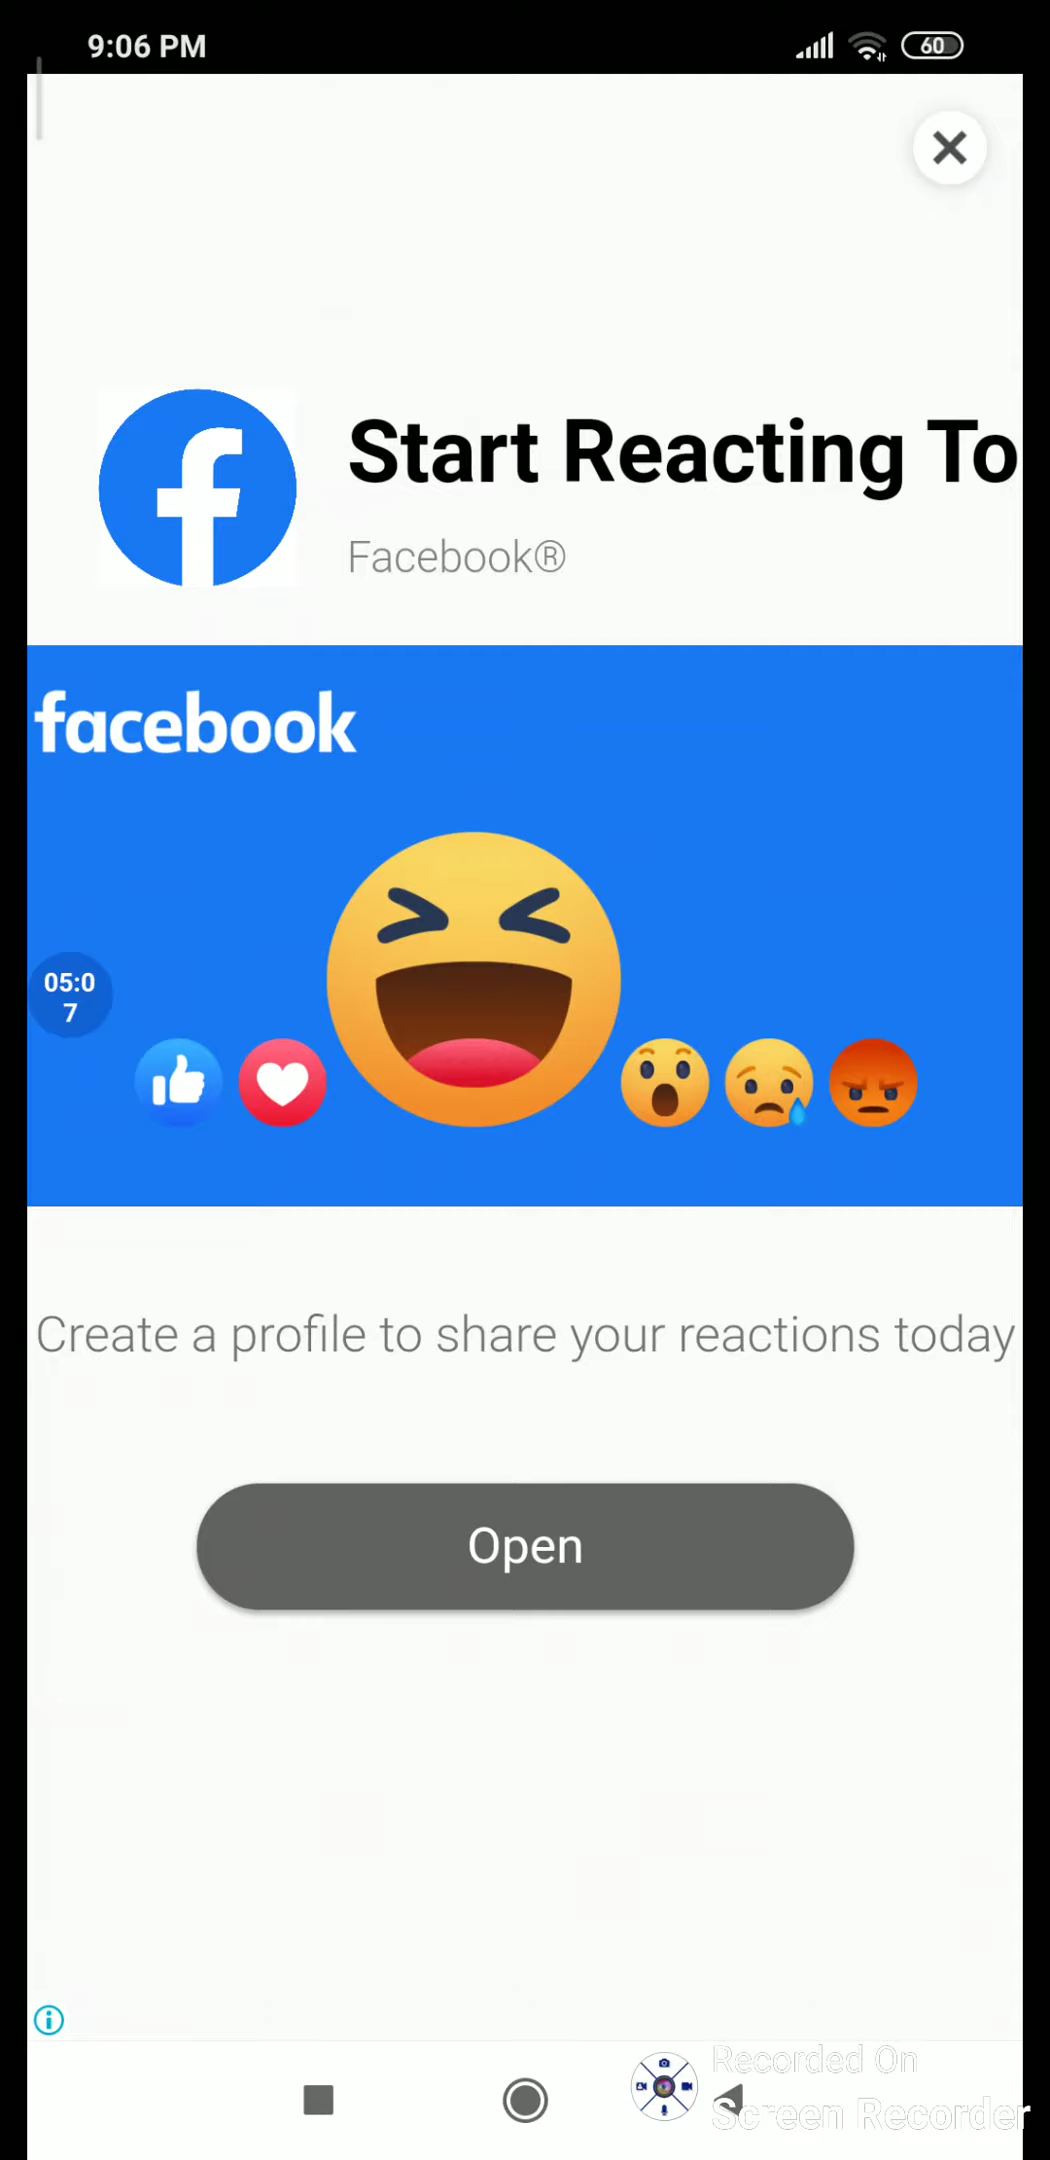 9:06 PM
60
Start Reacting To
Facebook®
facebook
05:0
7
Create a profile to share your reactions today
Open
Recorded On
Screen Recorder